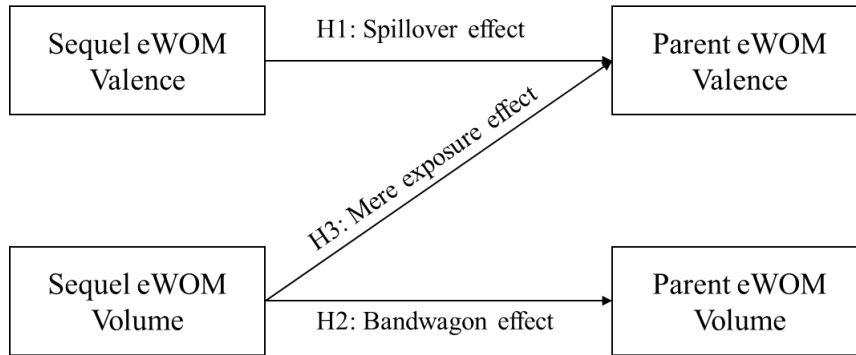 Sequel eWOM
Valence
H1: Spillover effect
Parent eWOM
Valence
H3: Mere exposure effect
Sequel eWOM
Volume
H2: Bandwagon effect
Parent eWOM
Volume